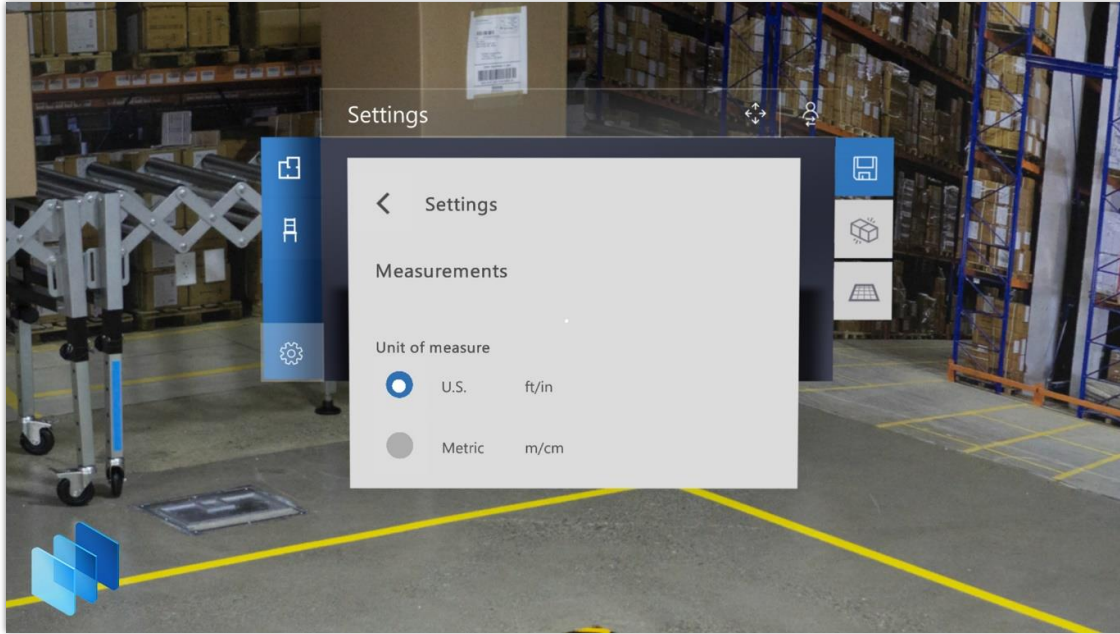 Settings
Settings
Measurements
Unit of measure
U.S. ft/in
Metric m/cm